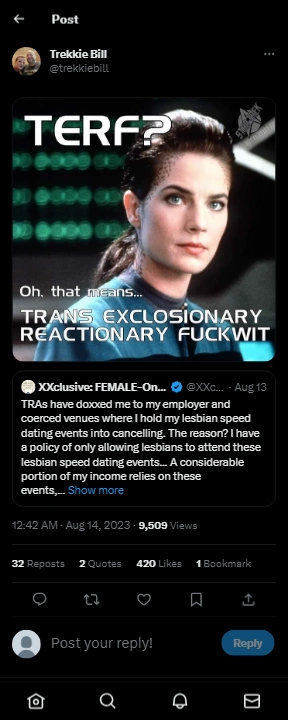 Post
Trekkie Bill
@trekkiebill
TERF?
Oh, that means...
TRANS EXCLUSIONARY
REACTIONARY FUCKWIT
XXclusive: FEMALE-On... @XXc... · Aug 13
TRAs have doxxed me to my employer and
coerced venues where I hold my lesbian speed
dating events into cancelling. The reason? I have
a policy of only allowing lesbians to attend these
lesbian speed dating events... A considerable
portion of my income relies on these
events,... Show more
12:42 AM · Aug 14, 2023 · 9,509 Views
32 Reposts 2 Quotes 420 Likes 1 Bookmark
Post your reply!
Reply